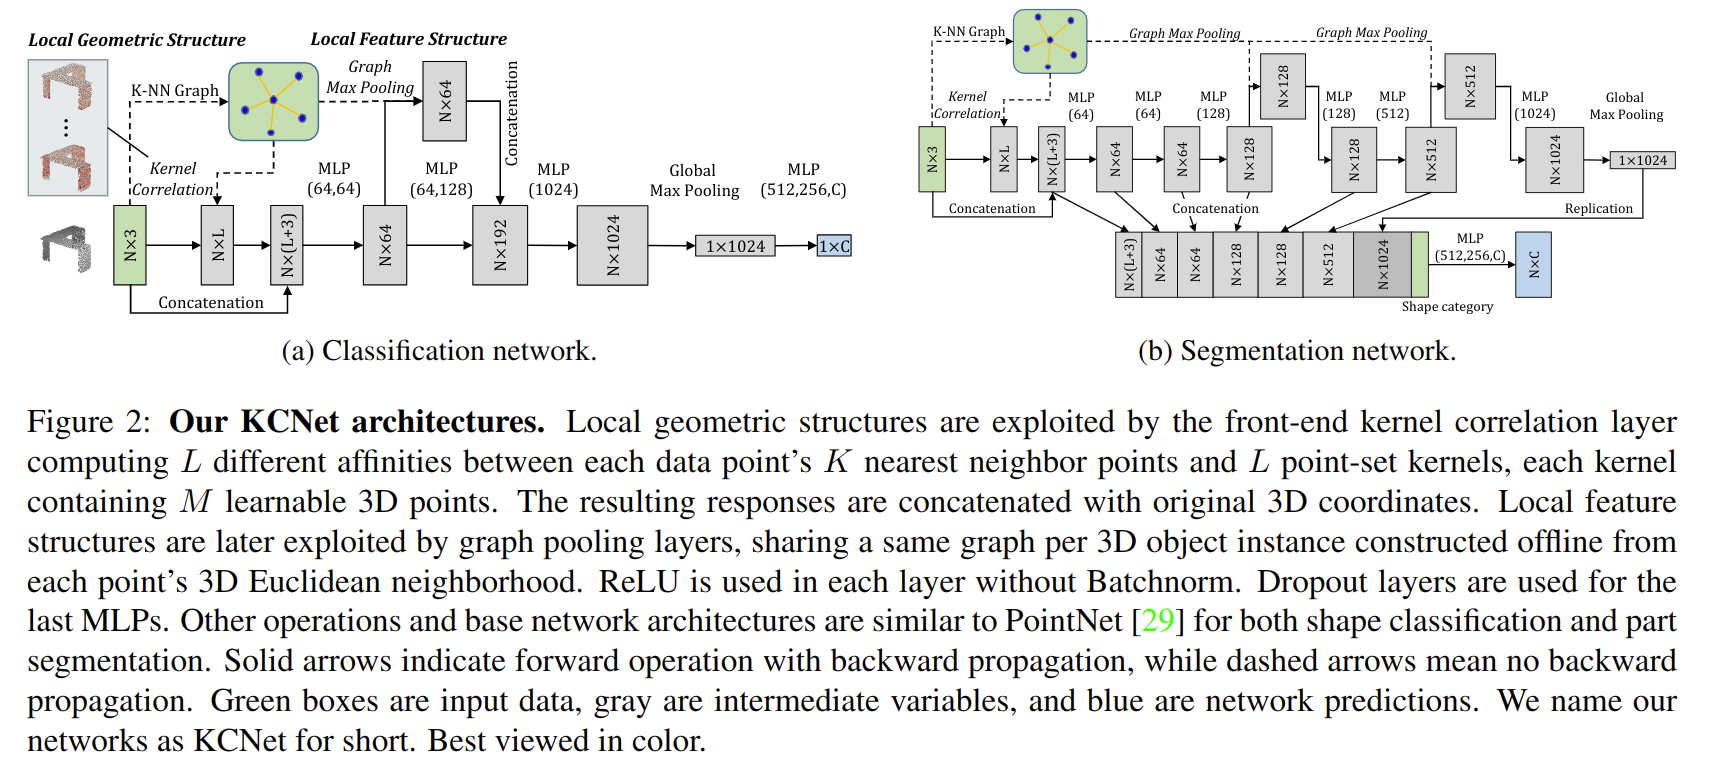 Local Geometric Structure
Local Feature Structure
K-NN Graph
Graph
Max Pooling
N×64
Concatenation
...
Kernel
Correlation
MLP
(64,64)
MLP
(64,128)
MLP
(1024)
Global
Max Pooling
MLP
(512,256,C)
N×3
N×L
N×(L+3)
N×64
N×192
N×1024
1×1024
1×C
Concatenation
(a) Classification network.
K-NN Graph
Graph Max Pooling
Graph Max Pooling
N×128
N×512
Kernel
Correlation
MLP
(64)
MLP
(64)
MLP
(128)
MLP
(128)
MLP
(512)
MLP
(1024)
Global
Max Pooling
N×3
N×L
N×(L+3)
N×64
N×64
N×128
N×128
N×512
N×1024
1×1024
Concatenation
Concatenation
Replication
N×(L+3)
N×64
N×64
N×128
N×128
N×512
N×1024
MLP
(512,256,C)
N×C
Shape category
(b) Segmentation network.
Figure 2: Our KCNet architectures. Local geometric structures are exploited by the front-end kernel correlation layer
computing L different affinities between each data point's K nearest neighbor points and L point-set kernels, each kernel
containing M learnable 3D points. The resulting responses are concatenated with original 3D coordinates. Local feature
structures are later exploited by graph pooling layers, sharing a same graph per 3D object instance constructed offline from
each point's 3D Euclidean neighborhood. ReLU is used in each layer without Batchnorm. Dropout layers are used for the
last MLPs. Other operations and base network architectures are similar to PointNet [29] for both shape classification and part
segmentation. Solid arrows indicate forward operation with backward propagation, while dashed arrows mean no backward
propagation. Green boxes are input data, gray are intermediate variables, and blue are network predictions. We name our
networks as KCNet for short. Best viewed in color.